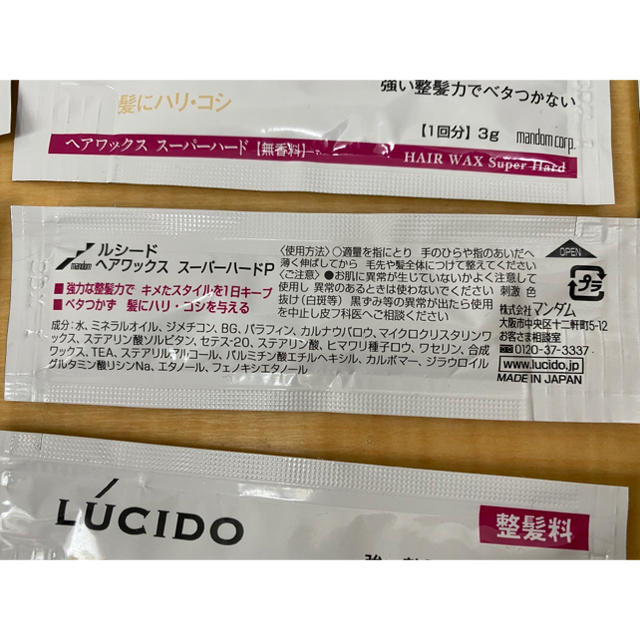 髪にハリ・コシ
強い整髪力でベタつかない
【1回分】3g
mandom corp.
ヘアワックス スーパーハード【無香料】
HAIR WAX Super Hard
mandom
ルシード
ヘアワックス スーパーハードP
■強力な整髪力で キメたスタイルを1日キープ
■ベタつかず 髪にハリ・コシを与える
〈使用方法〉○適量を指にとり 手のひらや指のあいだへ
薄く伸ばしてから 毛先や髪全体につけて整えてください
〈ご注意〉●お肌に異常が生じていないかよく注意して
使用し 異常のあるときは使わないでください 刺激 色
抜け(白斑等) 黒ずみ等の異常が出たら使用
を中止し皮フ科医へご相談ください
成分:水、ミネラルオイル、ジメチコン、BG、パラフィン、カルナウバロウ、マイクロクリスタリンワ
ックス、ステアリン酸ソルビタン、セテス-20、ステアリン酸、ヒマワリ種子ロウ、ワセリン、合成
ワックス、TEA、ステアリルアルコール、パルミチン酸エチルヘキシル、カルボマー、ジラウロイル
グルタミン酸リシンNa、エタノール、フェノキシエタノール
OPEN
プラ
株式会社 マンダム
大阪市中央区十二軒町5-12
お客さま相談室
0120-37-3337
www.lucido.jp
MADE IN JAPAN
LÚCIDO
整髪料